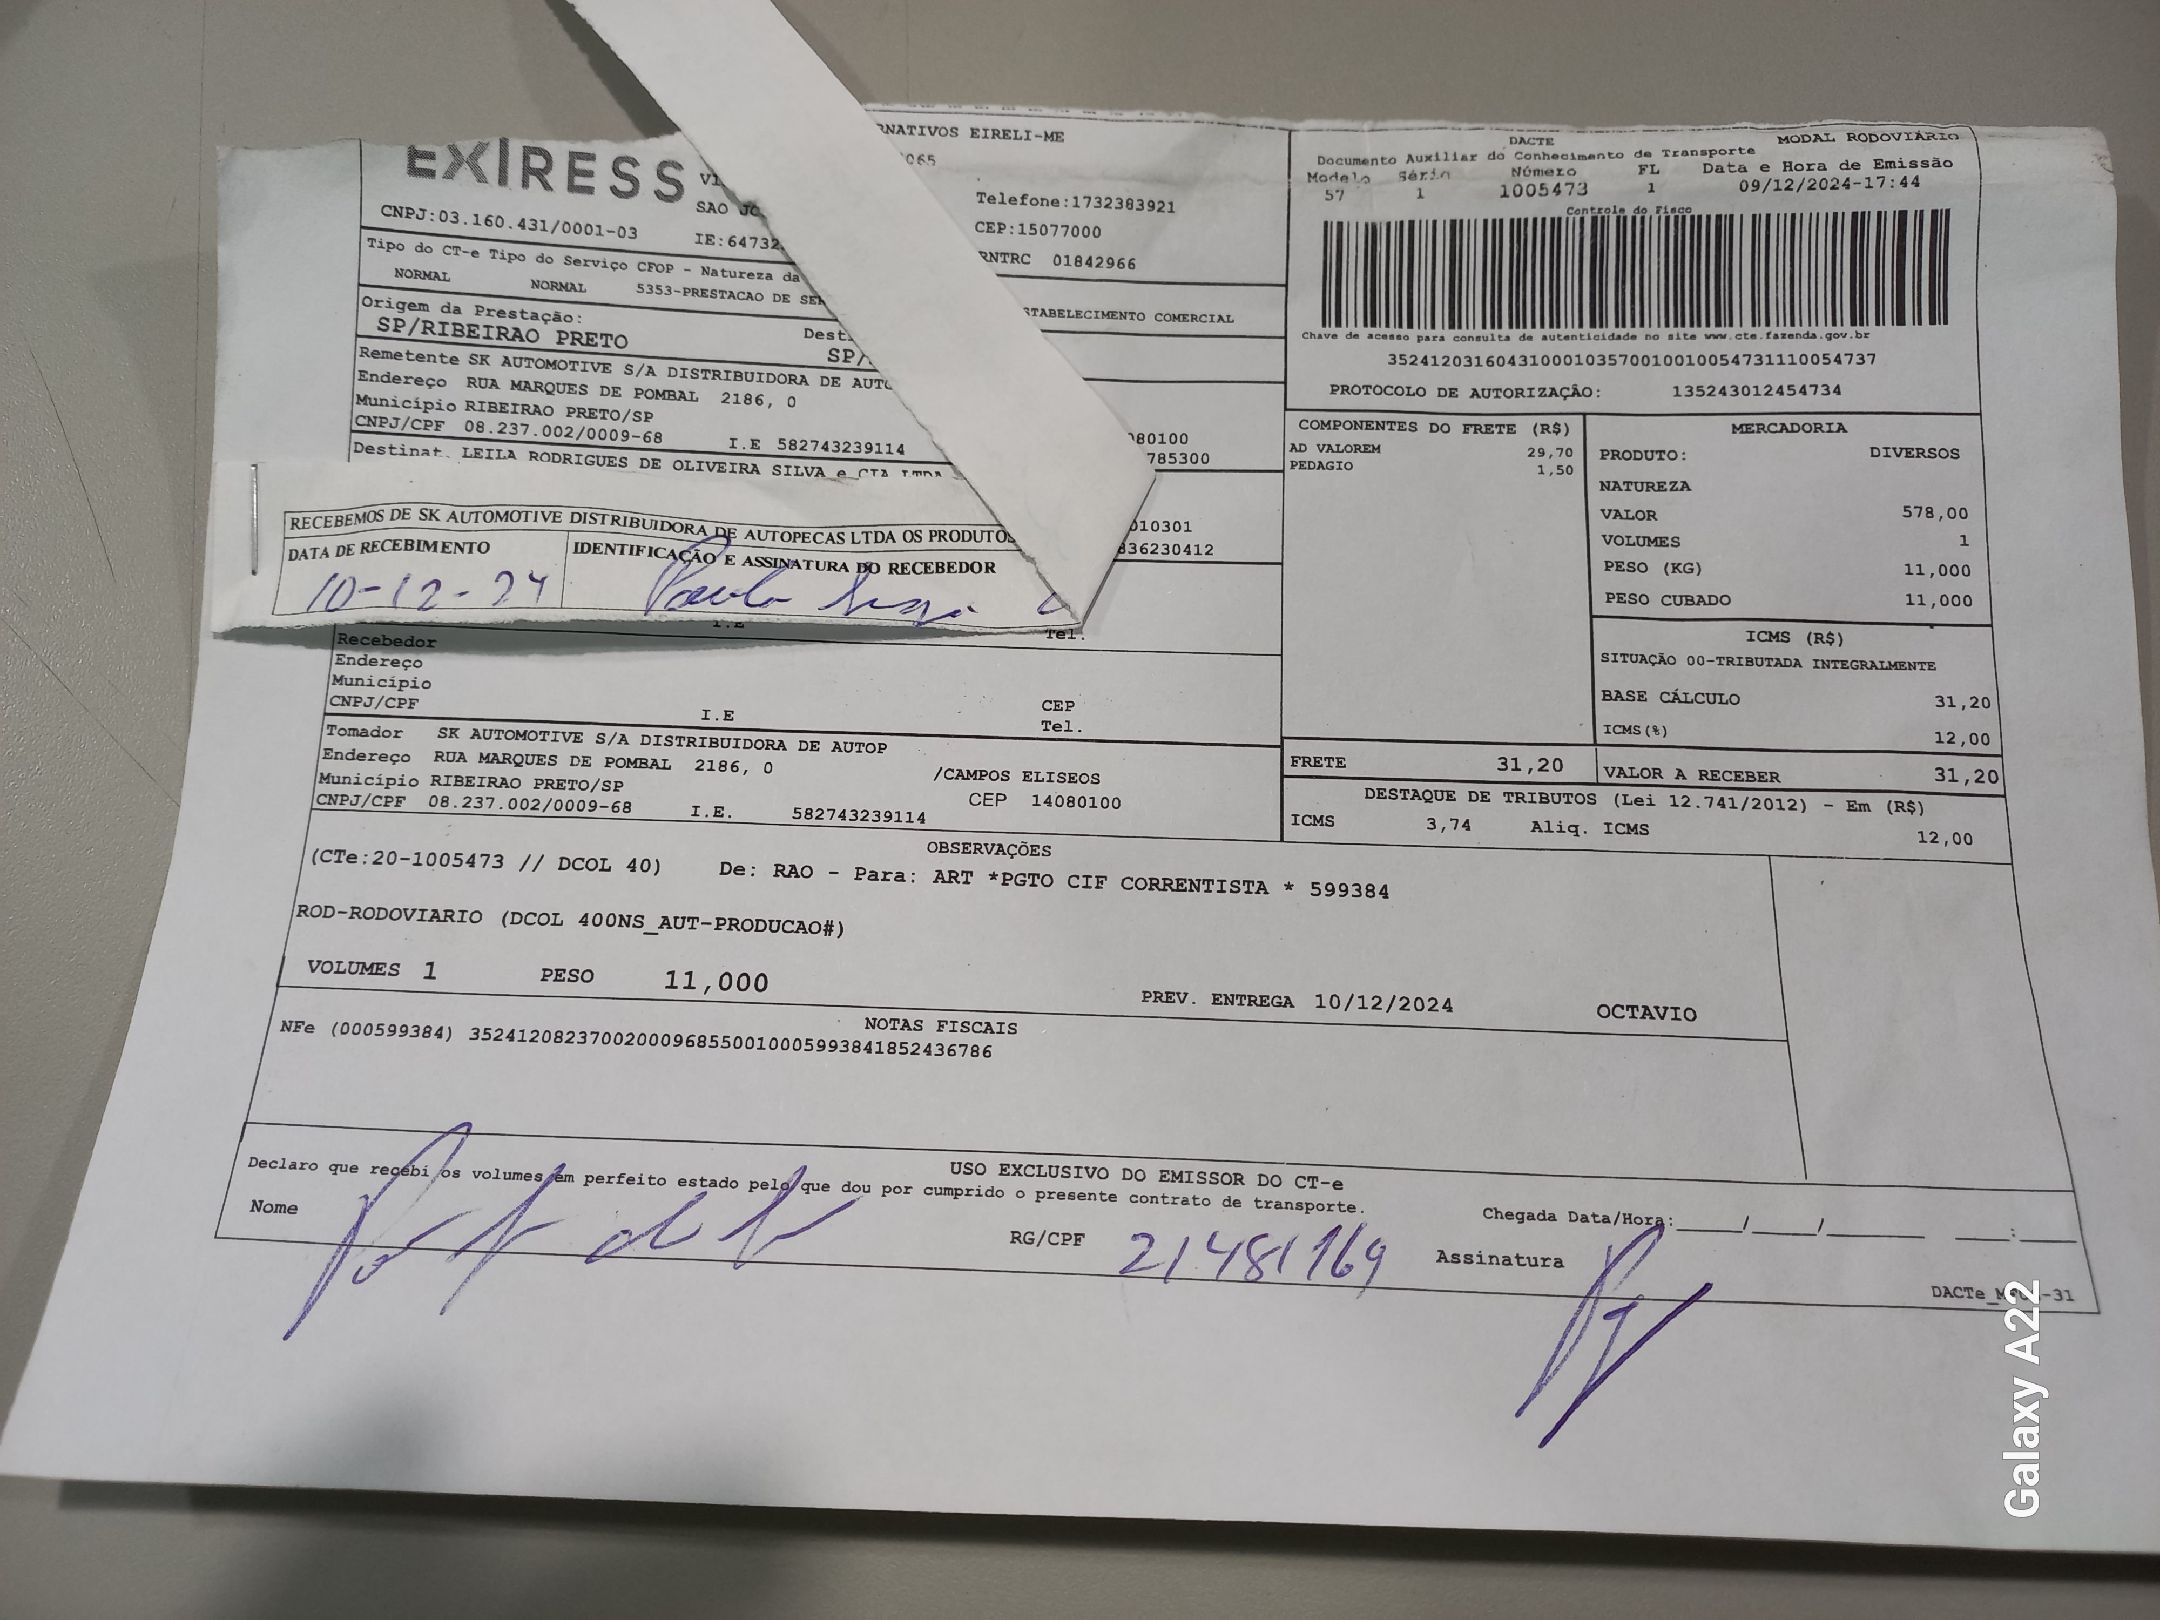 EXPRESS
RNATIVOS EIRELI-ME
SAO JO
CNPJ:03.160.431/0001-03 IE:64732
Telefone:1732383921
CEP:15077000
RNTRC 01842966
Tipo do CT-e Tipo do Serviço CFOP - Natureza da
NORMAL NORMAL 5353-PRESTACAO DE SER
STABELECIMENTO COMERCIAL
Origem da Prestação:
SP/RIBEIRAO PRETO
SP/
Remetente SK AUTOMOTIVE S/A DISTRIBUIDORA DE AUTO
Endereço RUA MARQUES DE POMBAL 2186, 0
Município RIBEIRAO PRETO/SP
CNPJ/CPF 08.237.002/0009-68 I.E 582743239114
080100
785300
Destinat. LEILA RODRIGUES DE OLIVEIRA SILVA e CIA LTDA
010301
836230412
RECEBEMOS DE SK AUTOMOTIVE DISTRIBUIDORA DE AUTOPECAS LTDA OS PRODUTOS
DATA DE RECEBIMENTO IDENTIFICAÇÃO E ASSINATURA DO RECEBEDOR
10-12-24
I.E Tel.
Recebedor
Endereço
Município CEP
CNPJ/CPF I.E Tel.
Tomador SK AUTOMOTIVE S/A DISTRIBUIDORA DE AUTOP
Endereço RUA MARQUES DE POMBAL 2186, 0 /CAMPOS ELISEOS
Município RIBEIRAO PRETO/SP CEP 14080100
CNPJ/CPF 08.237.002/0009-68 I.E. 582743239114
DACTE MODAL RODOVIÁRIO
Documento Auxiliar do Conhecimento de Transporte
Modelo Série Número FL Data e Hora de Emissão
57 1 1005473 1 09/12/2024-17:44
Controle do Fisco
Chave de acesso para consulta de autenticidade no site www.cte.fazenda.gov.br
35241203160431000103570010010054731110054737
PROTOCOLO DE AUTORIZAÇÃO: 135243012454734
COMPONENTES DO FRETE (R$)
AD VALOREM 29,70
PEDAGIO 1,50
MERCADORIA
PRODUTO: DIVERSOS
NATUREZA
VALOR 578,00
VOLUMES 1
PESO (KG) 11,000
PESO CUBADO 11,000
ICMS (R$)
SITUAÇÃO 00-TRIBUTADA INTEGRALMENTE
BASE CÁLCULO 31,20
ICMS(%) 12,00
FRETE 31,20 VALOR A RECEBER 31,20
DESTAQUE DE TRIBUTOS (Lei 12.741/2012) - Em (R$)
ICMS 3,74 Aliq. ICMS 12,00
OBSERVAÇÕES
(CTe:20-1005473 // DCOL 40) De: RAO - Para: ART *PGTO CIF CORRENTISTA * 599384
ROD-RODOVIARIO (DCOL 400NS_AUT-PRODUCAO#)
VOLUMES 1 PESO 11,000 PREV. ENTREGA 10/12/2024 OCTAVIO
NOTAS FISCAIS
NFe (000599384) 35241208237002000968550010005993841852436786
USO EXCLUSIVO DO EMISSOR DO CT-e
Declaro que recebi os volumes em perfeito estado pelo que dou por cumprido o presente contrato de transporte.
Nome RG/CPF 21481169 Assinatura
Chegada Data/Hora:____/____/______ ___:____
Galaxy A22